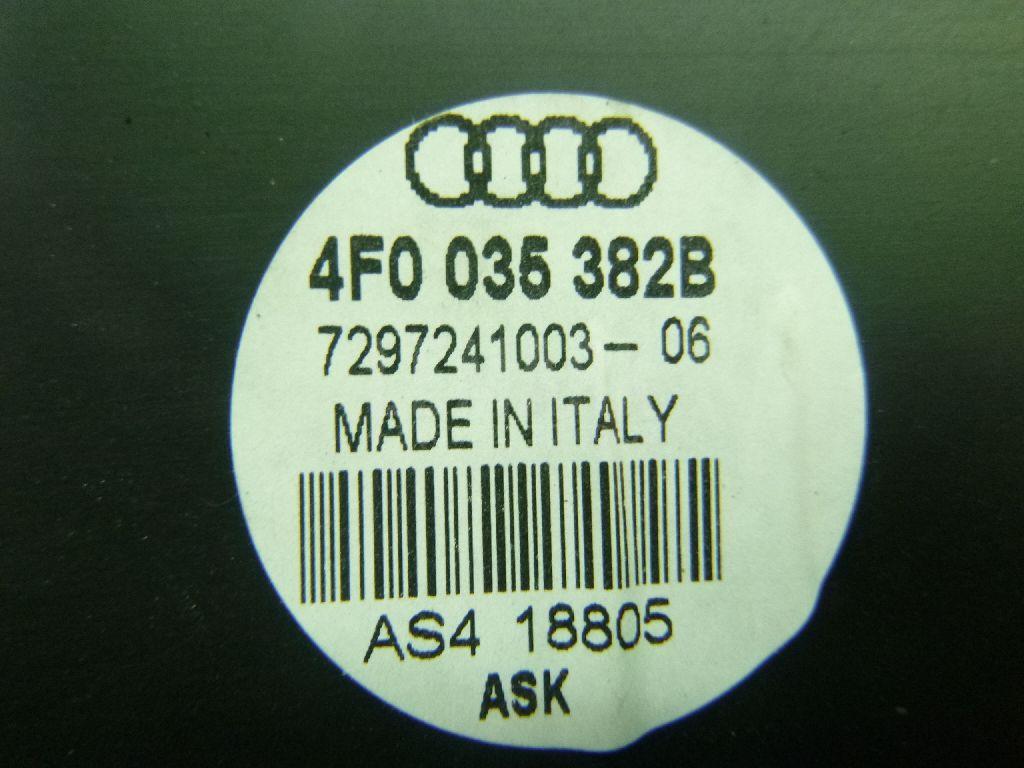 4F0 035 382B
7297241003- 06
MADE IN ITALY
AS4 18805
ASK